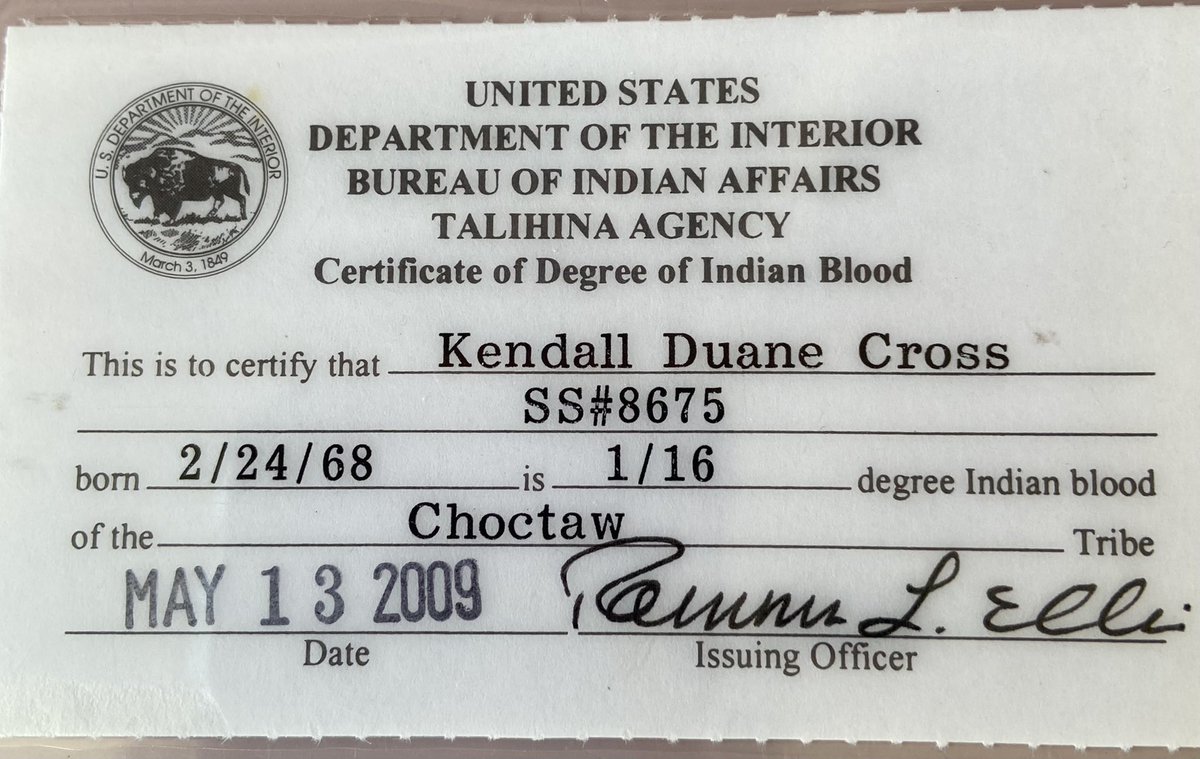 U.S. DEPARTMENT OF THE INTERIOR
March 3, 1849
UNITED STATES
DEPARTMENT OF THE INTERIOR
BUREAU OF INDIAN AFFAIRS
TALIHINA AGENCY
Certificate of Degree of Indian Blood
This is to certify that Kendall Duane Cross
SS#8675
born 2/24/68 is 1/16 degree Indian blood
of the Choctaw Tribe
MAY 13 2009 L.
Date Issuing Officer